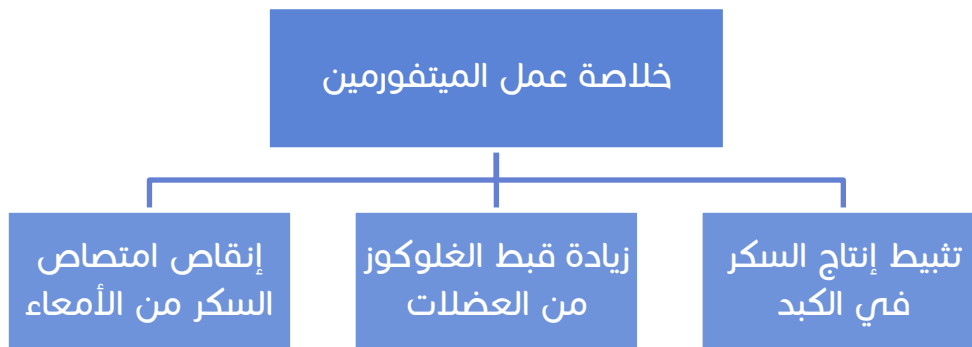 خلاصة عمل الميتفورمين
تثبيط إنتاج السكر
في الكبد
زيادة قبط الغلوكوز
من العضلات
إنقاص امتصاص
السكر من الأمعاء